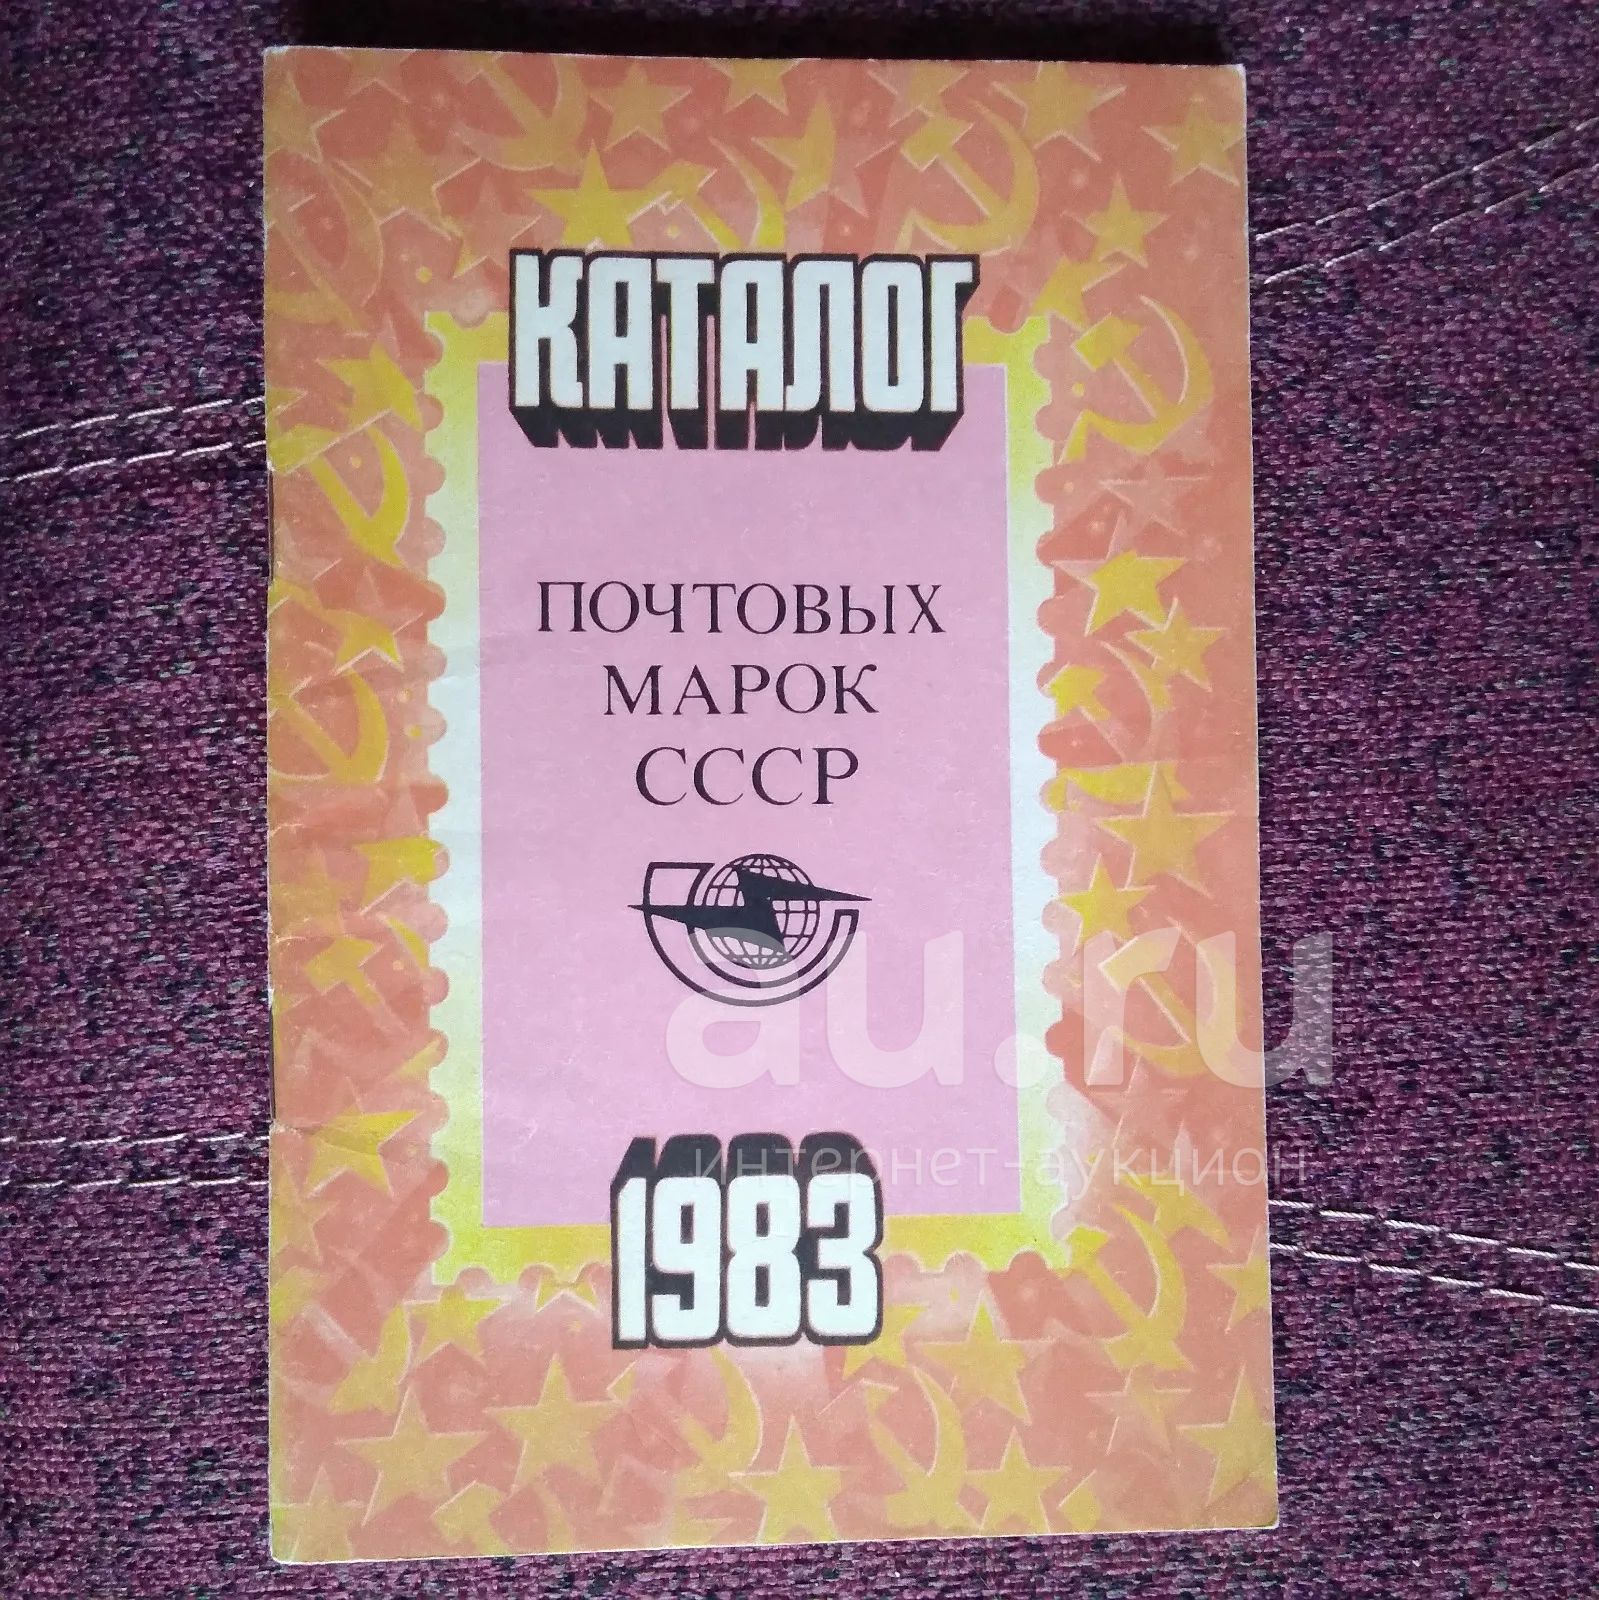 КАТАЛОГ
ПОЧТОВЫХ
МАРОК
СССР
au.ru
интернет-аукцион
1983